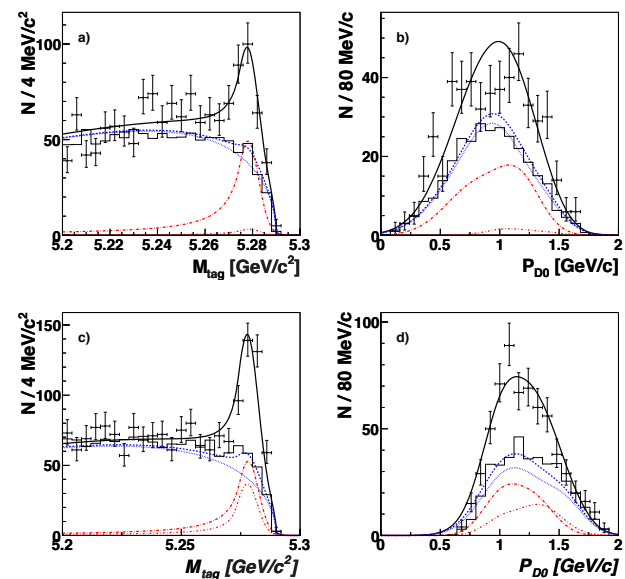 a)
N / 4 MeV/c²
100
50
0
5.2 5.22 5.24 5.26 5.28 5.3
M_tag [GeV/c²]
b)
N / 80 MeV/c
40
20
0
0 0.5 1 1.5 2
P_D0 [GeV/c]
c)
N / 4 MeV/c²
150
100
50
0
5.2 5.25 5.3
M_tag [GeV/c²]
d)
N / 80 MeV/c
100
50
0
0 0.5 1 1.5 2
P_D0 [GeV/c]